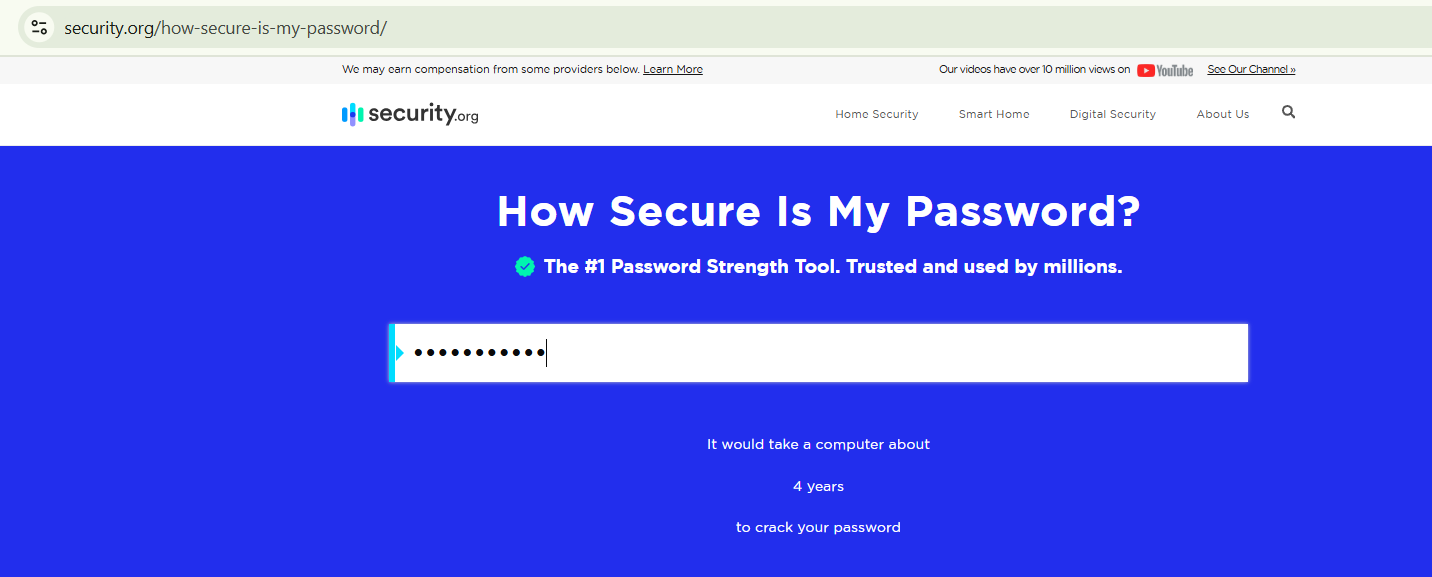 security.org/how-secure-is-my-password/
We may earn compensation from some providers below. Learn More
Our videos have over 10 million views on YouTube See Our Channel »
security.org
Home Security Smart Home Digital Security About Us
How Secure Is My Password?
The #1 Password Strength Tool. Trusted and used by millions.
•••••••••••
It would take a computer about
4 years
to crack your password